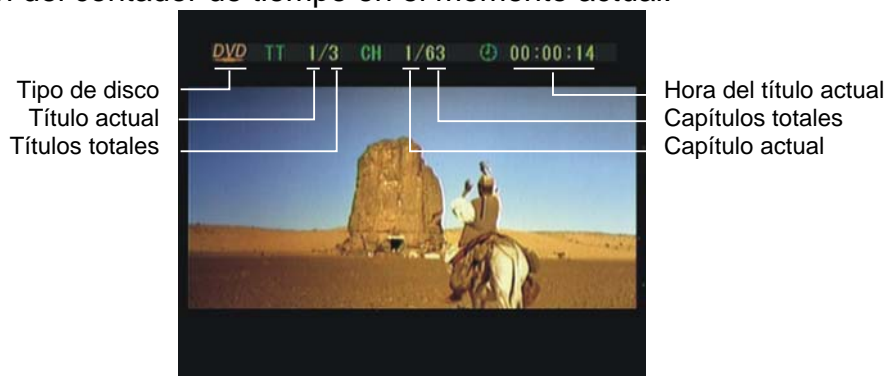 del contador de tiempo en el momento actual.
DVD TT 1/3 CH 1/63 00:00:14
Tipo de disco
Título actual
Títulos totales
Hora del título actual
Capítulos totales
Capítulo actual